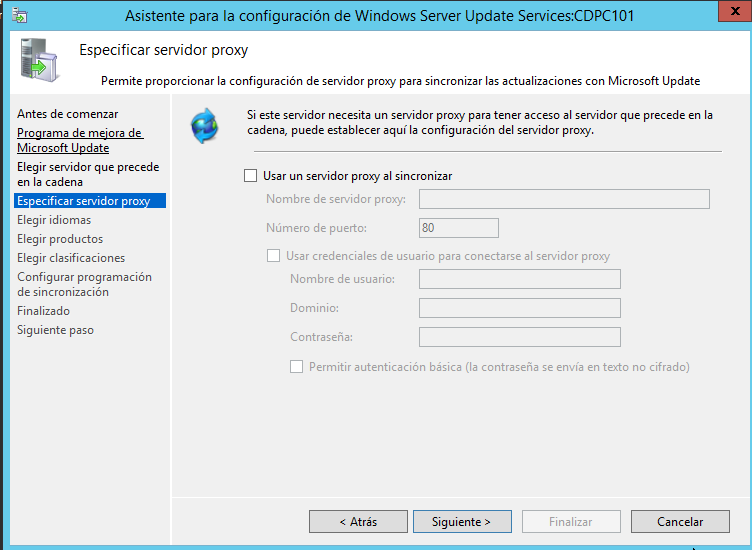 Asistente para la configuración de Windows Server Update Services:CDPC101
x
Especificar servidor proxy
Permite proporcionar la configuración de servidor proxy para sincronizar las actualizaciones con Microsoft Update
Antes de comenzar
Programa de mejora de
Microsoft Update
Elegir servidor que precede
en la cadena
Especificar servidor proxy
Elegir idiomas
Elegir productos
Elegir clasificaciones
Configurar programación
de sincronización
Finalizado
Siguiente paso
Si este servidor necesita un servidor proxy para tener acceso al servidor que precede en la
cadena, puede establecer aquí la configuración del servidor proxy.
Usar un servidor proxy al sincronizar
Nombre de servidor proxy:
Número de puerto: 80
Usar credenciales de usuario para conectarse al servidor proxy
Nombre de usuario:
Dominio:
Contraseña:
Permitir autenticación básica (la contraseña se envía en texto no cifrado)
< Atrás
Siguiente >
Finalizar
Cancelar